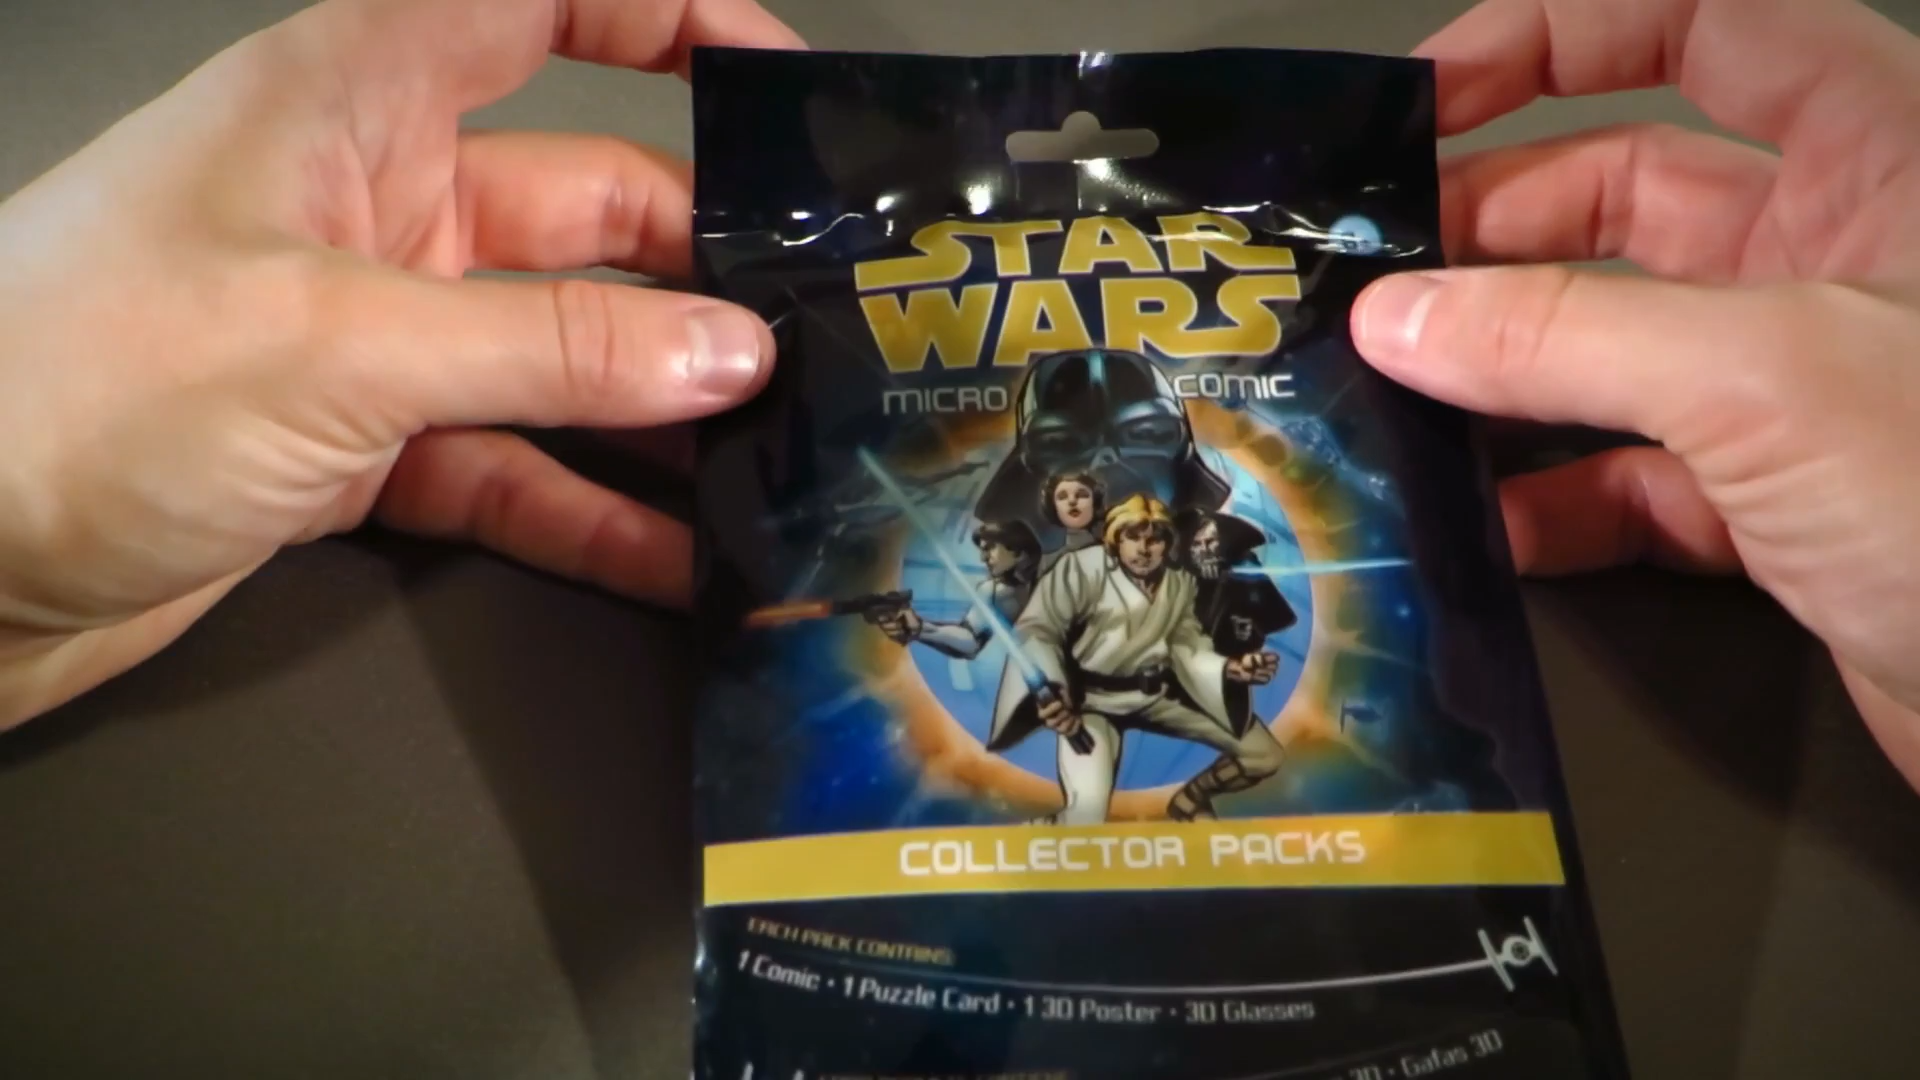 STAR
WARS
MICRO COMIC
COLLECTOR PACKS
EACH PACK CONTAINS:
1 Comic • 1 Puzzle Card • 1 3D Poster • 3D Glasses
3D • Gafas 3D